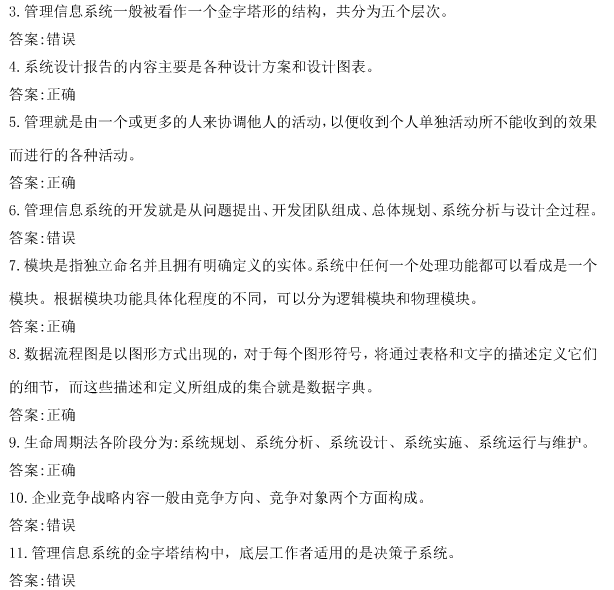 3.管理信息系统一般被看作一个金字塔形的结构，共分为五个层次。
答案:错误
4.系统设计报告的内容主要是各种设计方案和设计图表。
答案:正确
5.管理就是由一个或更多的人来协调他人的活动,以便收到个人单独活动所不能收到的效果
而进行的各种活动。
答案:正确
6.管理信息系统的开发就是从问题提出、开发团队组成、总体规划、系统分析与设计全过程。
答案:错误
7.模块是指独立命名并且拥有明确定义的实体。系统中任何一个处理功能都可以看成是一个
模块。根据模块功能具体化程度的不同，可以分为逻辑模块和物理模块。
答案:正确
8.数据流程图是以图形方式出现的,对于每个图形符号,将通过表格和文字的描述定义它们
的细节，而这些描述和定义所组成的集合就是数据字典。
答案:正确
9.生命周期法各阶段分为:系统规划、系统分析、系统设计、系统实施、系统运行与维护。
答案:正确
10.企业竞争战略内容一般由竞争方向、竞争对象两个方面构成。
答案:错误
11.管理信息系统的金字塔结构中，底层工作者适用的是决策子系统。
答案:错误